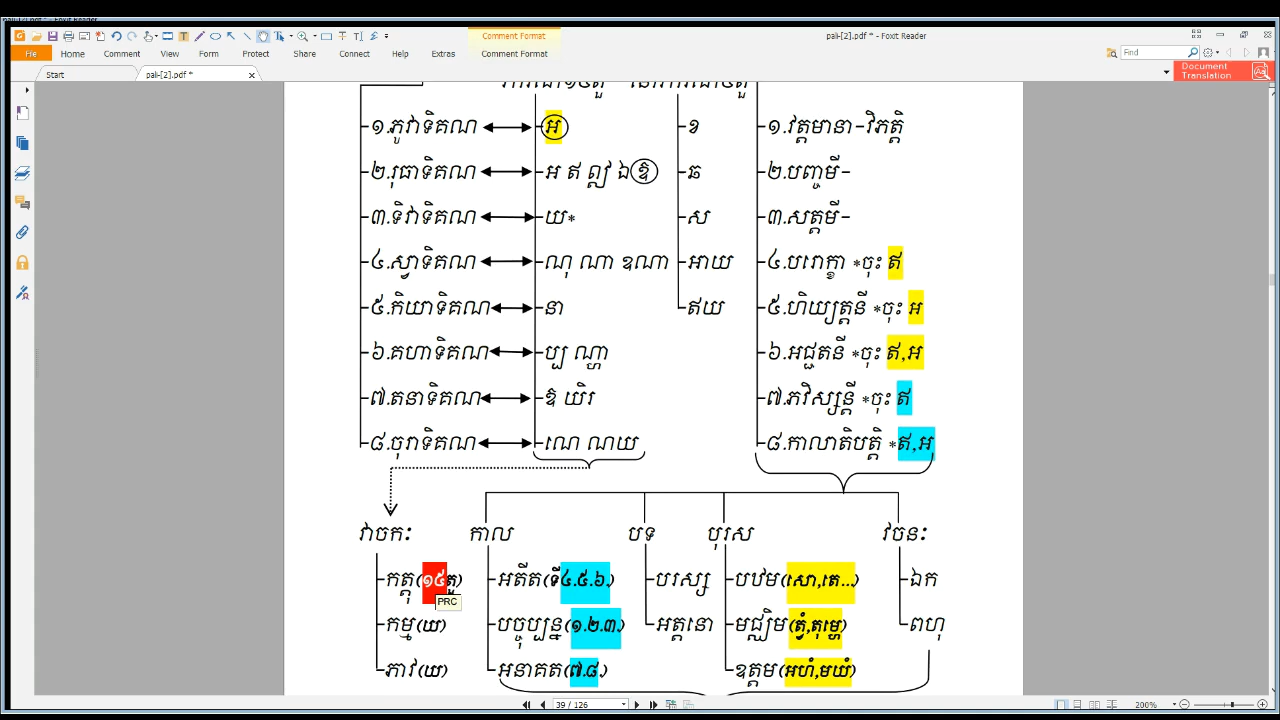 pali-[2].pdf * - Foxit Reader
Comment Format
File Home Comment View Form Protect Share Connect Help Extras Comment Format
Find
Start pali-[2].pdf *
Document Translation
១.ភូវាទិគណ អ ខ ១.វត្តមានា-វិភត្តិ
២.រុធាទិគណ អ ឥ ឦ ឯ ឱ ឆ ២.បញ្ចមី-
៣.ទិវាទិគណ យ* ស ៣.សត្តមី-
៤.ស្វាទិគណ ណុ ណា ឧណា អាយ ៤.បរោក្ខា *ចុះ ឥ
៥.កិយាទិគណ នា ឥយ ៥.ហិយ្យត្តនី *ចុះ អ
៦.គហាទិគណ ប្ប ណ្ហា ៦.អជ្ជតនី *ចុះ ឥ,អ
៧.តនាទិគណ ឱ យិរ ៧.ភវិស្សន្តី *ចុះ ឥ
៨.ចុរាទិគណ ណេ ណយ ៨.កាលាតិបត្តិ *ឥ,អ
វាចកៈ កាល បទ បុរស វចនៈ
កត្តុ(១៥តួ) អតីត(ទី៤.៥.៦.) បរស្ស បឋម(សោ,តេ...) ឯក
PRC
កម្ម(យ) បច្ចុប្បន្ន(១.២.៣.) អត្តនោ មជ្ឈិម(ត្វំ,តុម្ហេ) ពហុ
ភាវ(យ) អនាគត(៧.៨.) ឧត្តម(អហំ,មយំ)
39 / 126
200%